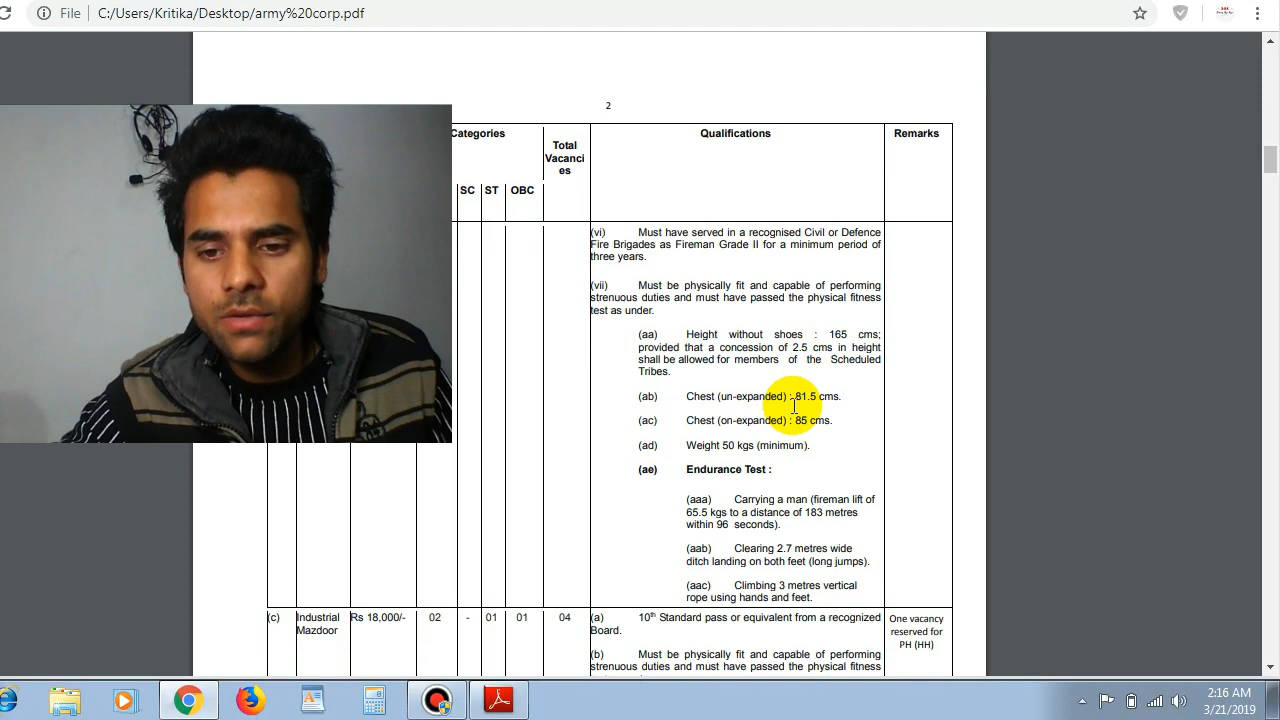 File
C:/Users/Kritika/Desktop/army%20corp.pdf
2
Categories
Total
Vacanci
es
Qualifications
Remarks
SC
ST
OBC
(vi) Must have served in a recognised Civil or Defence
Fire Brigades as Fireman Grade II for a minimum period of
three years.
(vii) Must be physically fit and capable of performing
strenuous duties and must have passed the physical fitness
test as under.
(aa) Height without shoes : 165 cms;
provided that a concession of 2.5 cms in height
shall be allowed for members of the Scheduled
Tribes.
(ab) Chest (un-expanded) : 81.5 cms.
(ac) Chest (on-expanded) : 85 cms.
(ad) Weight 50 kgs (minimum).
(ae) Endurance Test :
(aaa) Carrying a man (fireman lift of
65.5 kgs to a distance of 183 metres
within 96 seconds).
(aab) Clearing 2.7 metres wide
ditch landing on both feet (long jumps).
(aac) Climbing 3 metres vertical
rope using hands and feet.
(c)
Industrial
Mazdoor
Rs 18,000/-
02
-
01
01
04
(a) 10th Standard pass or equivalent from a recognized
Board.
(b) Must be physically fit and capable of performing
strenuous duties and must have passed the physical fitness
One vacancy
reserved for
PH (HH)
2:16 AM
3/21/2019